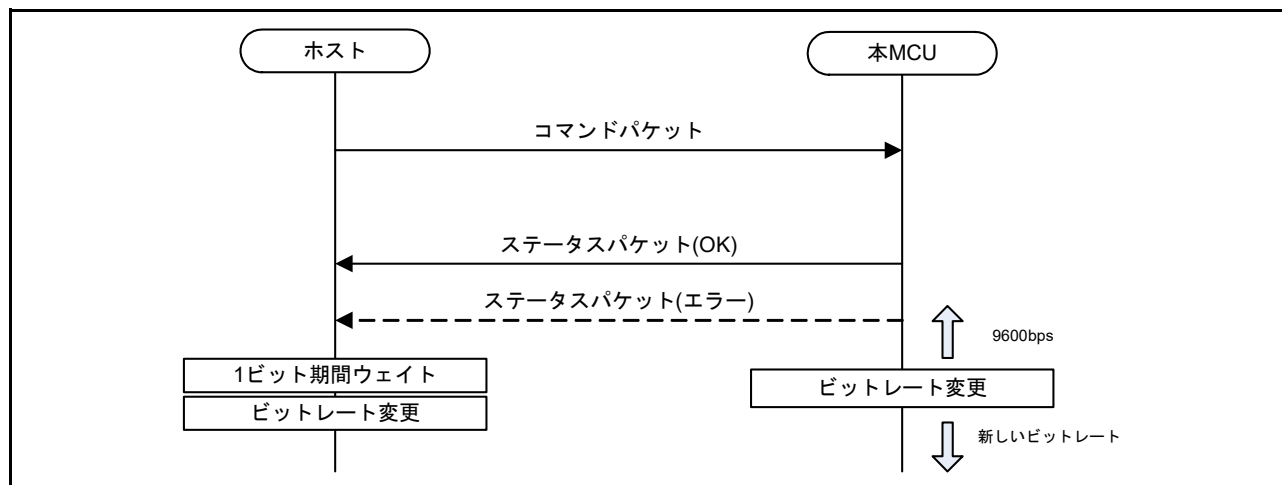 ホスト
本MCU
コマンドパケット
ステータスパケット(OK)
ステータスパケット(エラー)
9600bps
1ビット期間ウェイト
ビットレート変更
ビットレート変更
新しいビットレート